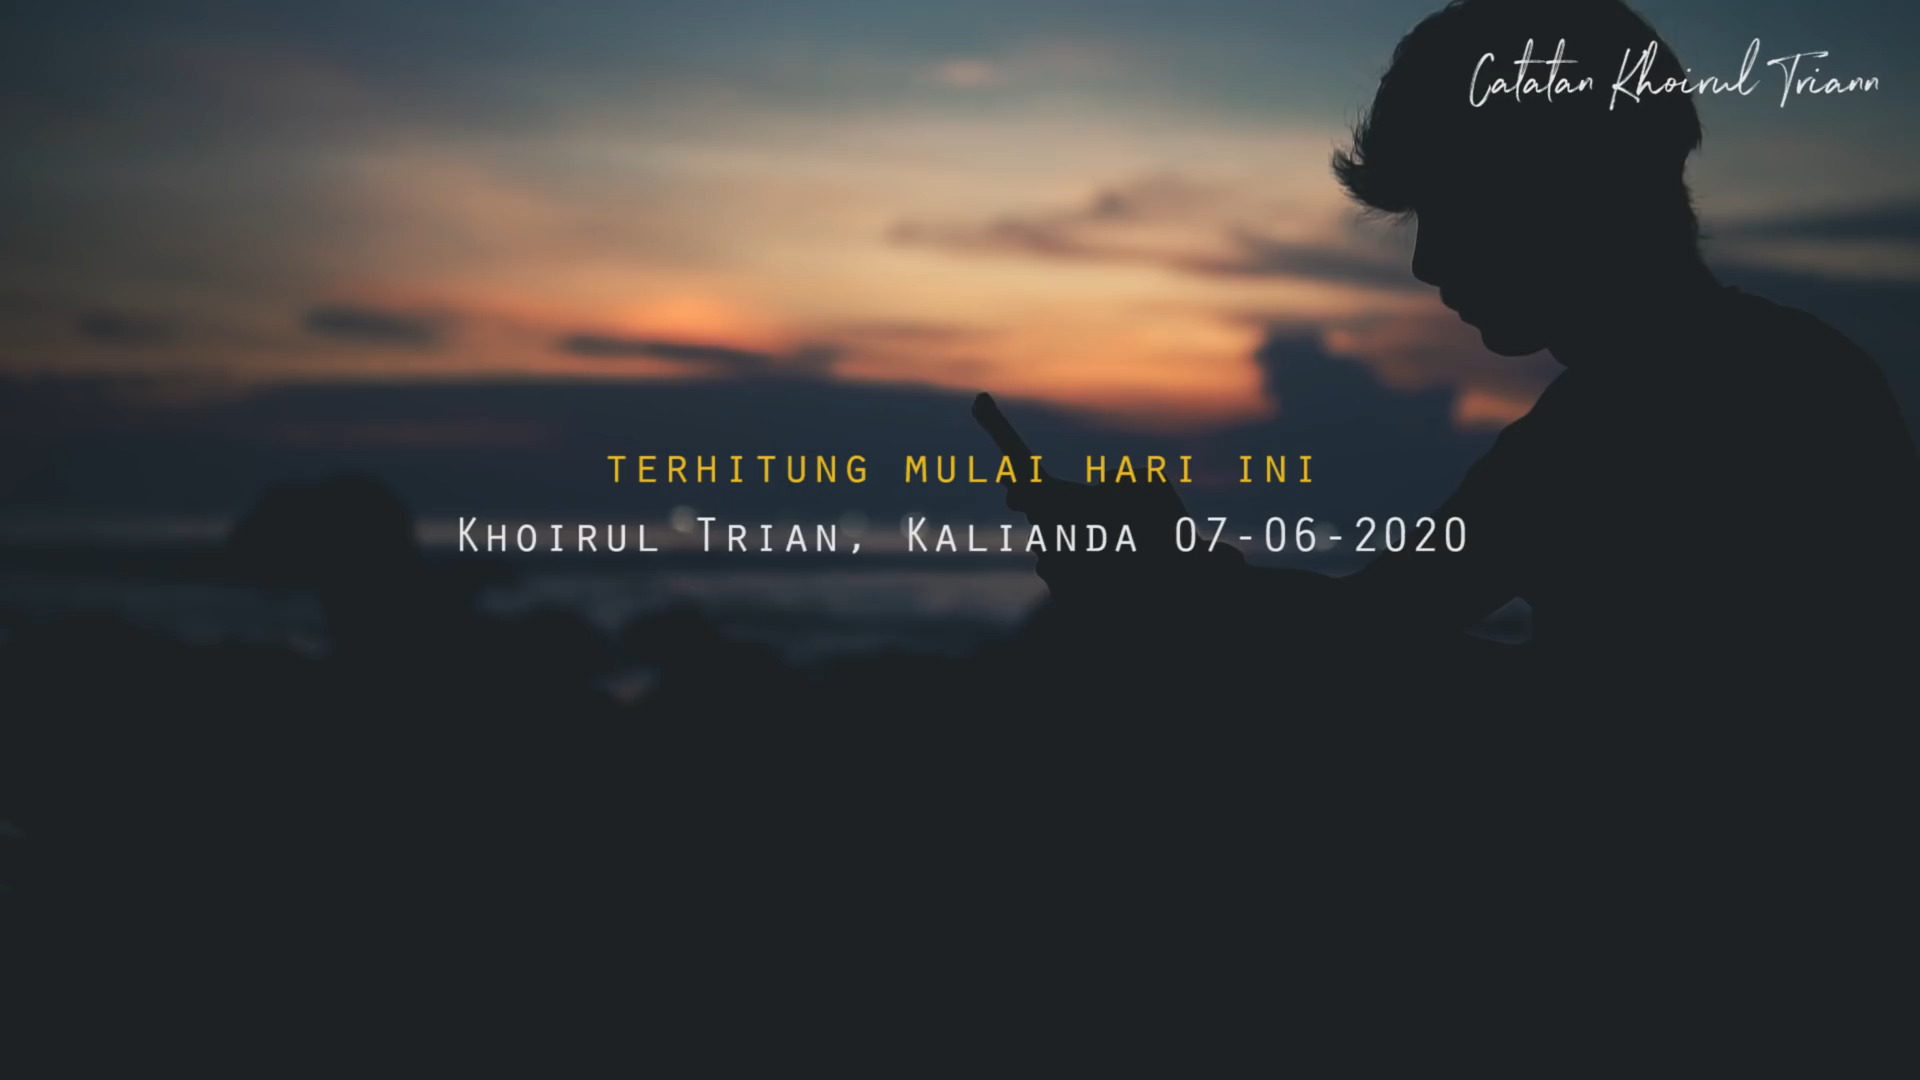 Catatan Khoirul Triann
TERHITUNG MULAI HARI INI
KHOIRUL TRIAN, KALIANDA 07-06-2020